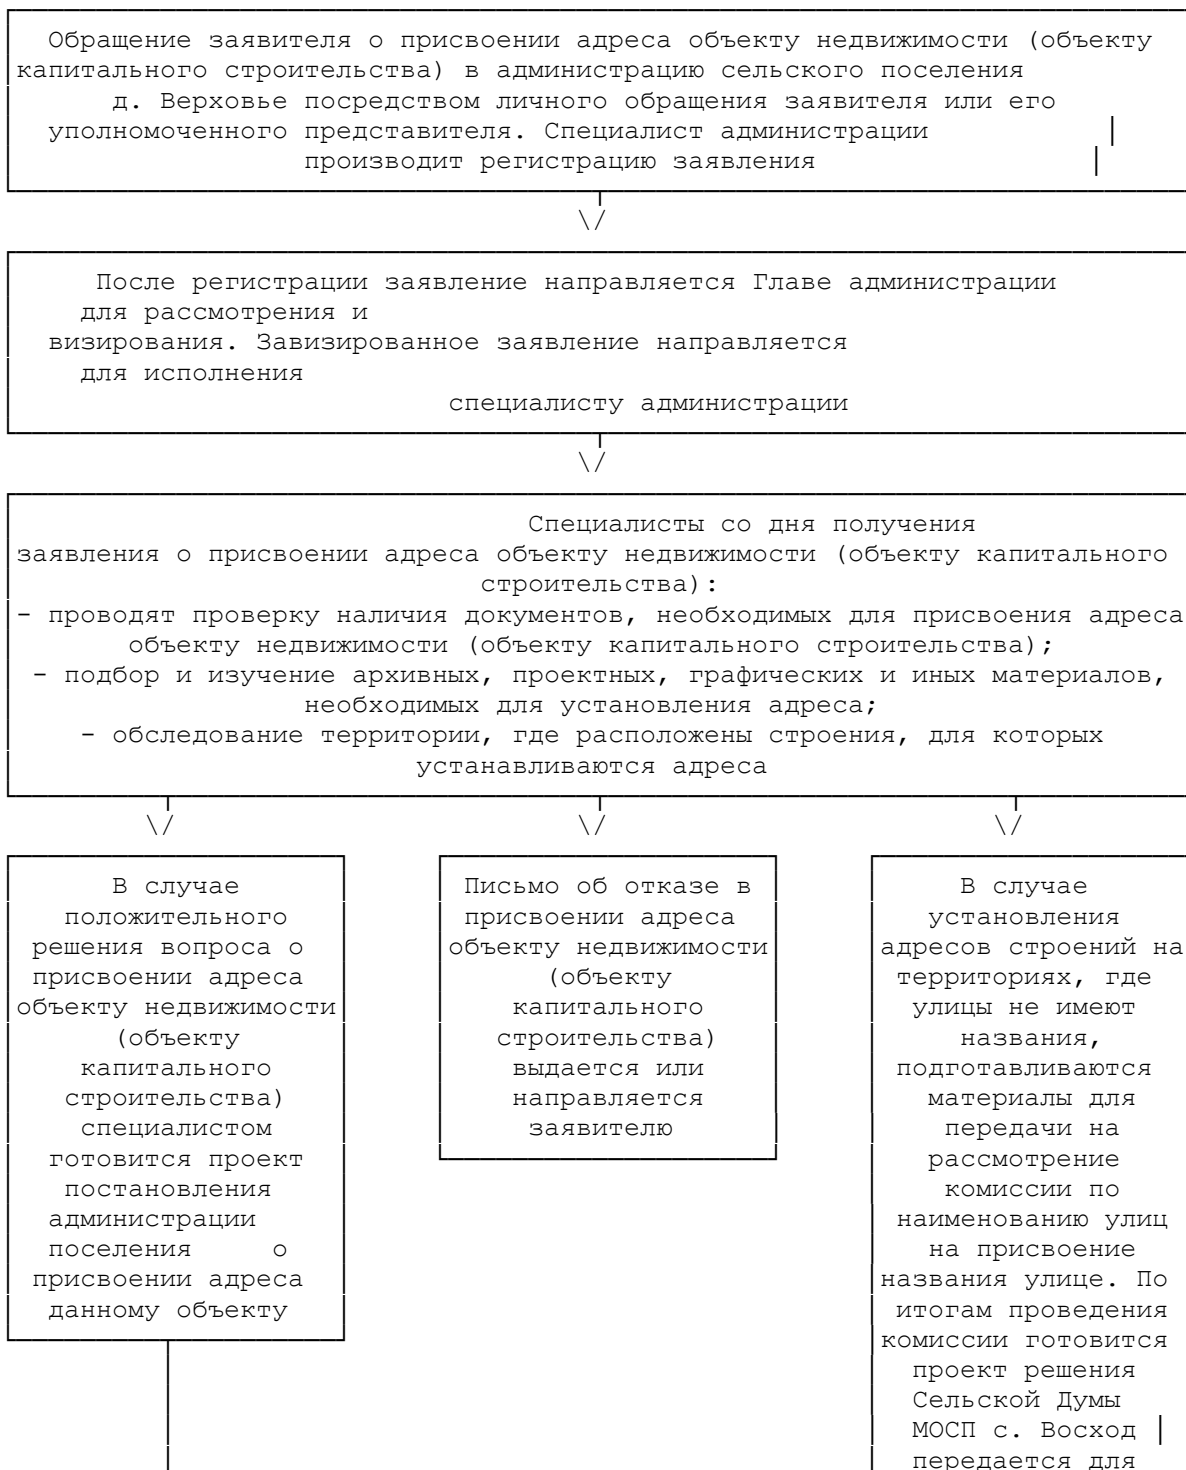 Обращение заявителя о присвоении адреса объекту недвижимости (объекту
капитального строительства) в администрацию сельского поселения
д. Верховье посредством личного обращения заявителя или его
уполномоченного представителя. Специалист администрации
производит регистрацию заявления
\/
После регистрации заявление направляется Главе администрации
для рассмотрения и
визирования. Завизированное заявление направляется
для исполнения
специалисту администрации
\/
Специалисты со дня получения
заявления о присвоении адреса объекту недвижимости (объекту капитального
строительства):
- проводят проверку наличия документов, необходимых для присвоения адреса
объекту недвижимости (объекту капитального строительства);
- подбор и изучение архивных, проектных, графических и иных материалов,
необходимых для установления адреса;
- обследование территории, где расположены строения, для которых
устанавливаются адреса
\/ \/ \/
В случае
положительного
решения вопроса о
присвоении адреса
объекту недвижимости
(объекту
капитального
строительства)
специалистом
готовится проект
постановления
администрации
поселения о
присвоении адреса
данному объекту
Письмо об отказе в
присвоении адреса
объекту недвижимости
(объекту
капитального
строительства)
выдается или
направляется
заявителю
В случае
установления
адресов строений на
территориях, где
улицы не имеют
названия,
подготавливаются
материалы для
передачи на
рассмотрение
комиссии по
наименованию улиц
на присвоение
названия улице. По
итогам проведения
комиссии готовится
проект решения
Сельской Думы
МОСП с. Восход
передается для